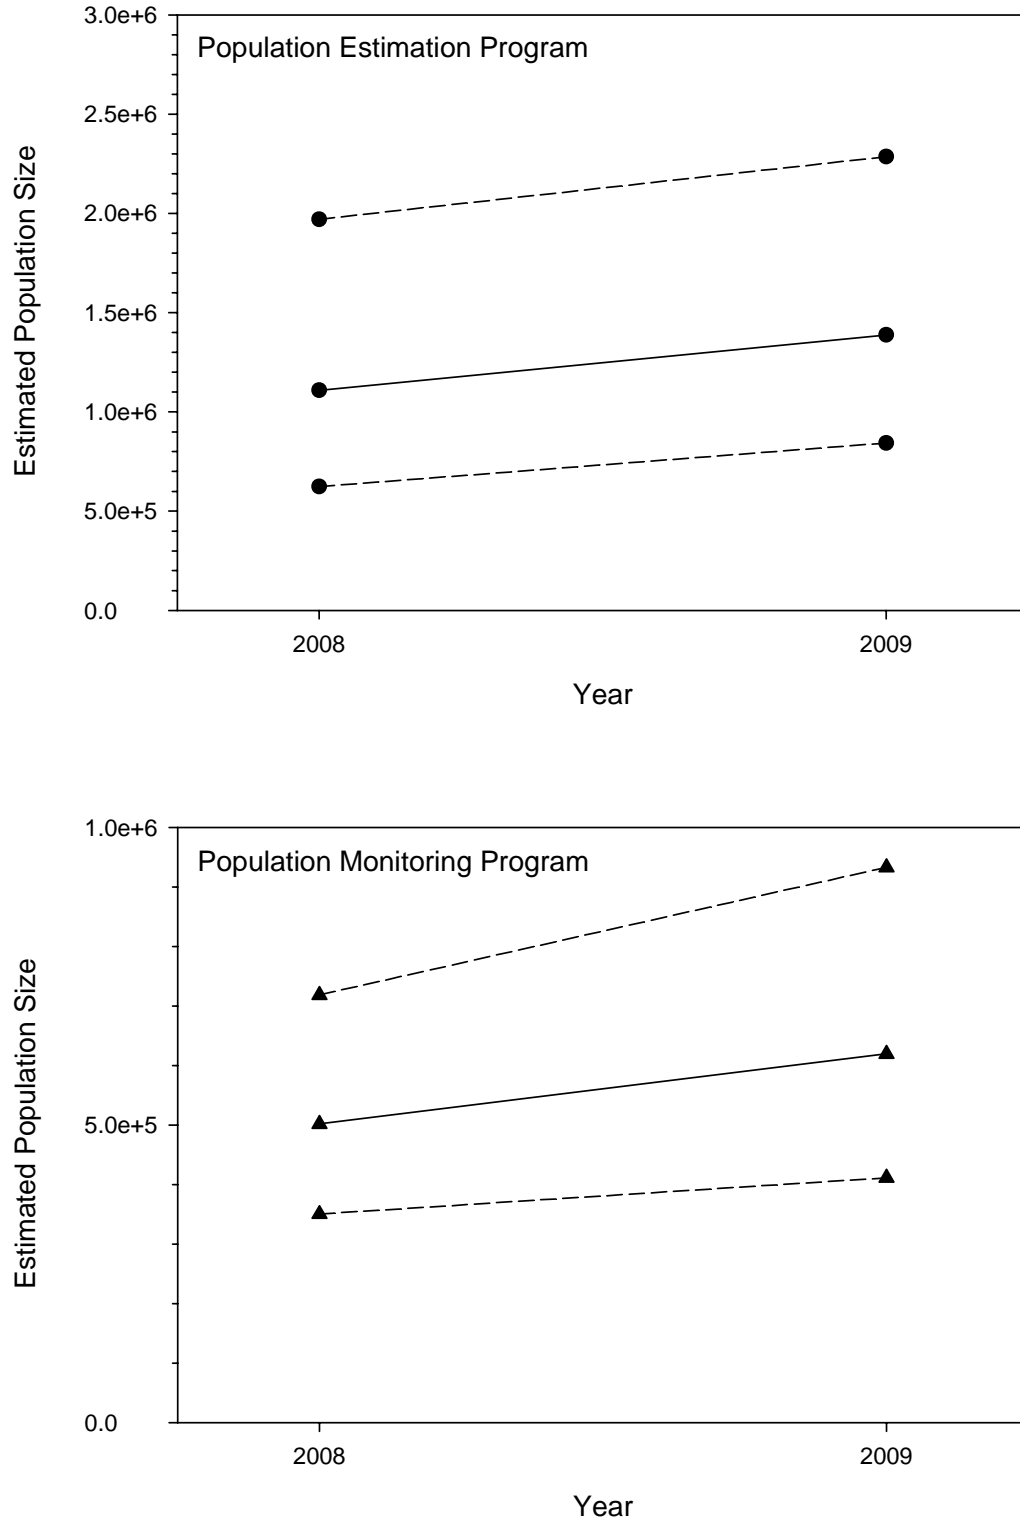 3.0e+6
Population Estimation Program
2.5e+6
2.0e+6
1.5e+6
1.0e+6
5.0e+5
0.0
Estimated Population Size
2008 2009
Year
1.0e+6
Population Monitoring Program
5.0e+5
0.0
Estimated Population Size
2008 2009
Year